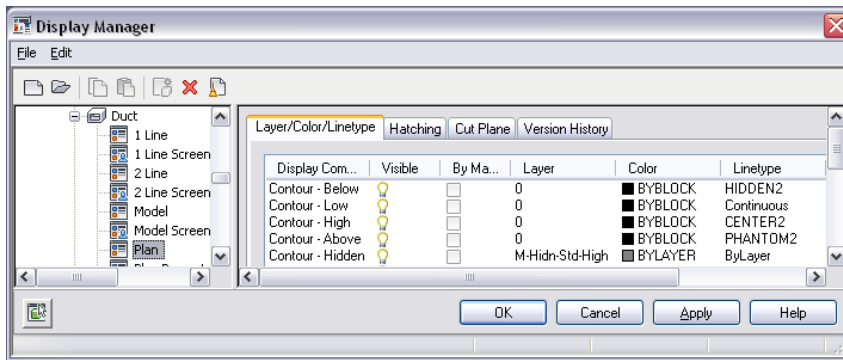 Display Manager
File Edit
Duct
1 Line
1 Line Screen
2 Line
2 Line Screen
Model
Model Screen
Plan
Layer/Color/Linetype Hatching Cut Plane Version History
Display Com... Visible By Ma... Layer Color Linetype
Contour - Below 0 BYBLOCK HIDDEN2
Contour - Low 0 BYBLOCK Continuous
Contour - High 0 BYBLOCK CENTER2
Contour - Above 0 BYBLOCK PHANTOM2
Contour - Hidden M-Hidn-Std-High BYLAYER ByLayer
OK Cancel Apply Help